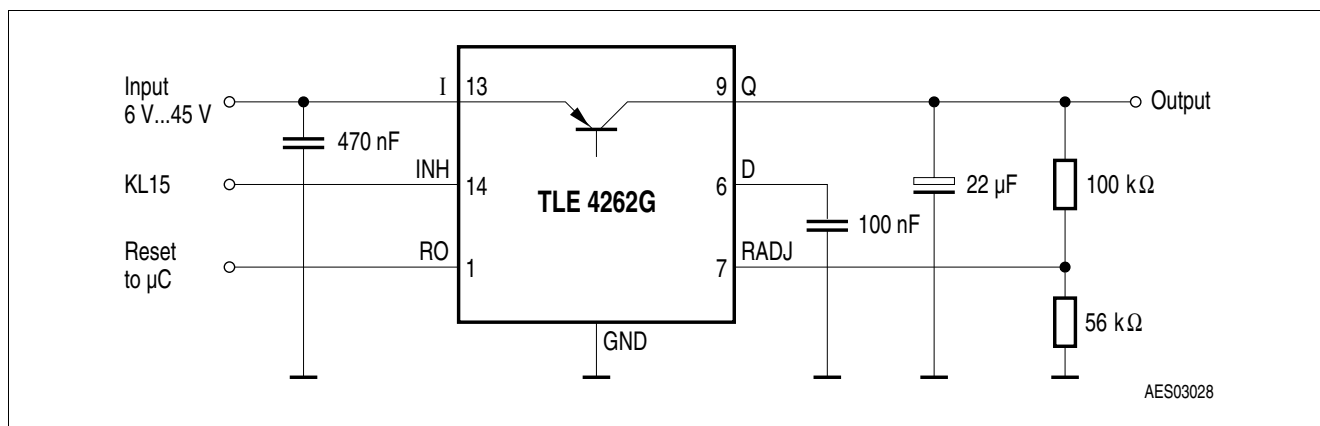 Input
6 V...45 V
I
13
9
Q
Output
470 nF
KL15
INH
14
TLE 4262G
6
D
100 nF
22 µF
100 kΩ
Reset
to µC
RO
1
7
RADJ
56 kΩ
GND
AES03028